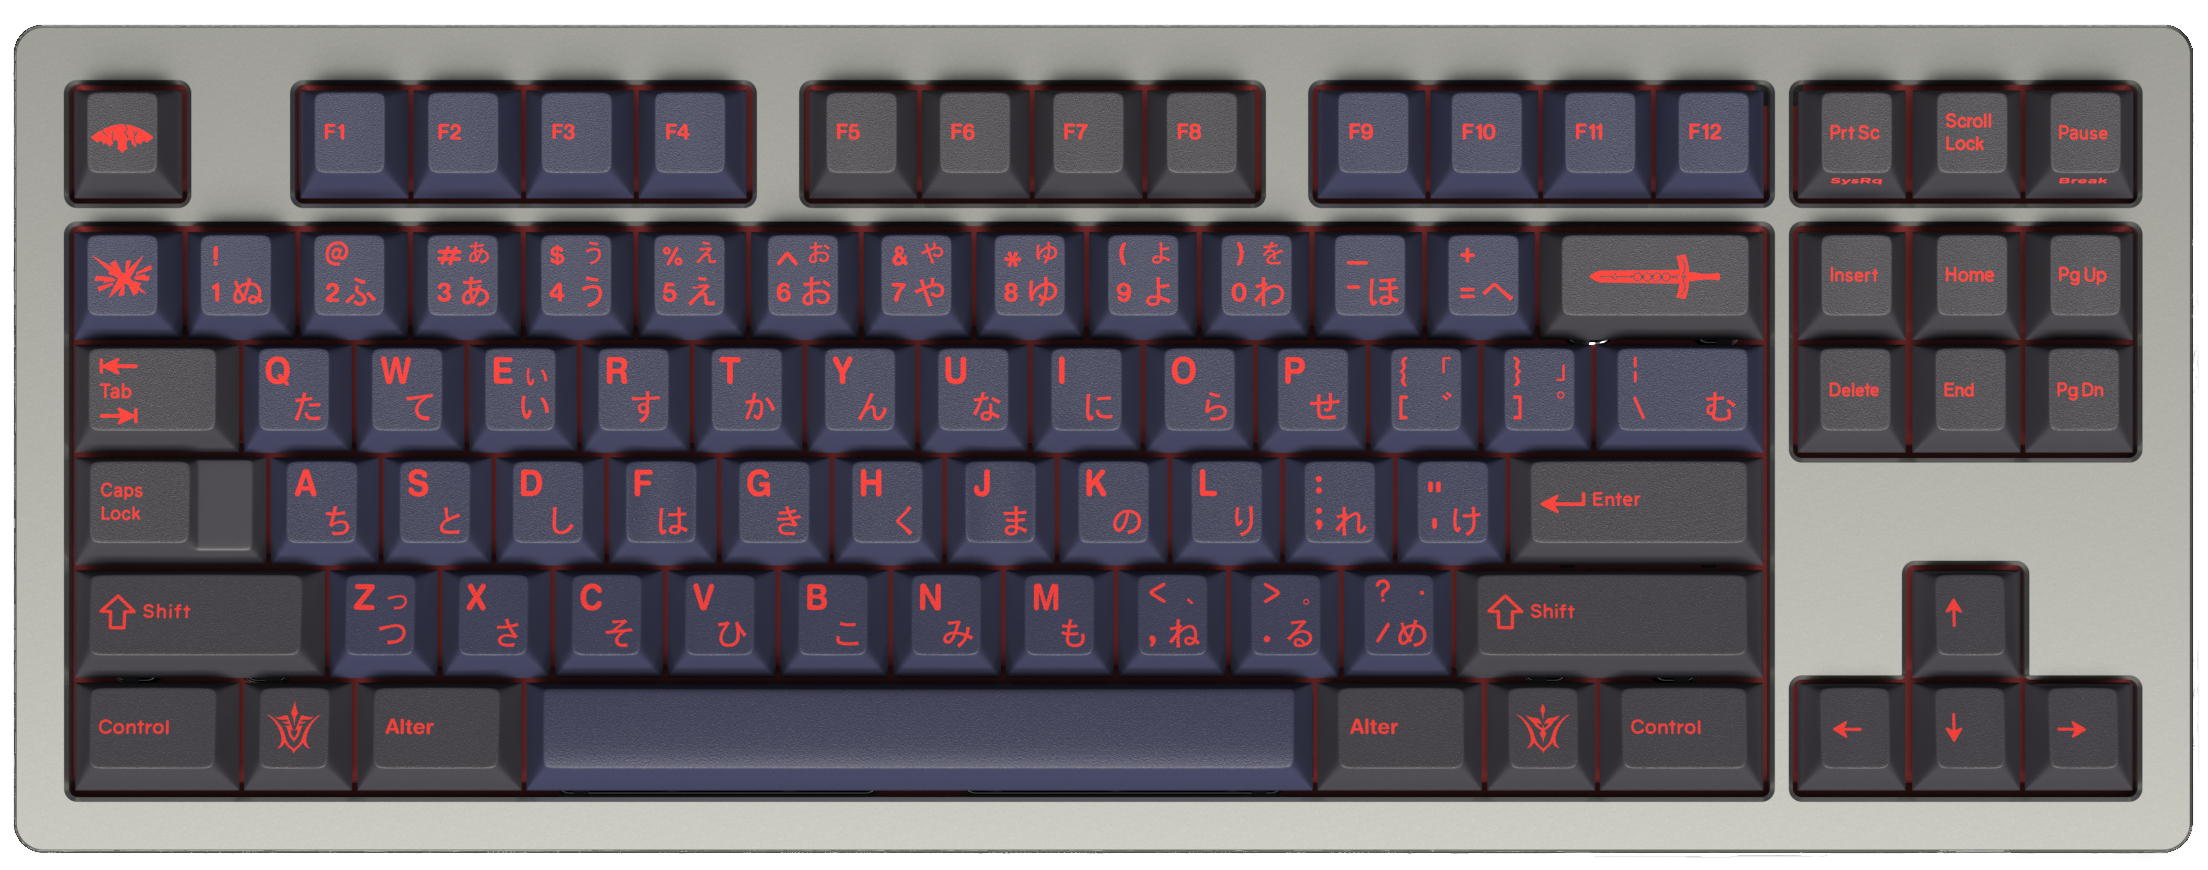 F1 F2 F3 F4 F5 F6 F7 F8 F9 F10 F11 F12 Prt Sc Scroll Pause
Lock
SysRq Break
! @ # あ $ う % え ^ お & や * ゆ ( よ ) を _ +
1 ぬ 2 ふ 3 あ 4 う 5 え 6 お 7 や 8 ゆ 9 よ 0 わ - ほ = へ
Insert Home Pg Up
Q W E ぃ R T Y U I O P { 「 } 」 ¦
Tab
た て い す か ん な に ら せ [ ゛ ] ゜ \ む
Delete End Pg Dn
A S D F G H J K L : "
Caps
Lock
ち と し は き く ま の り ; れ ' け
Enter
Z っ X C V B N M < 、 > 。 ? ・
Shift
つ さ そ ひ こ み も , ね . る / め
Shift
↑
Control Alter Alter Control ← ↓ →